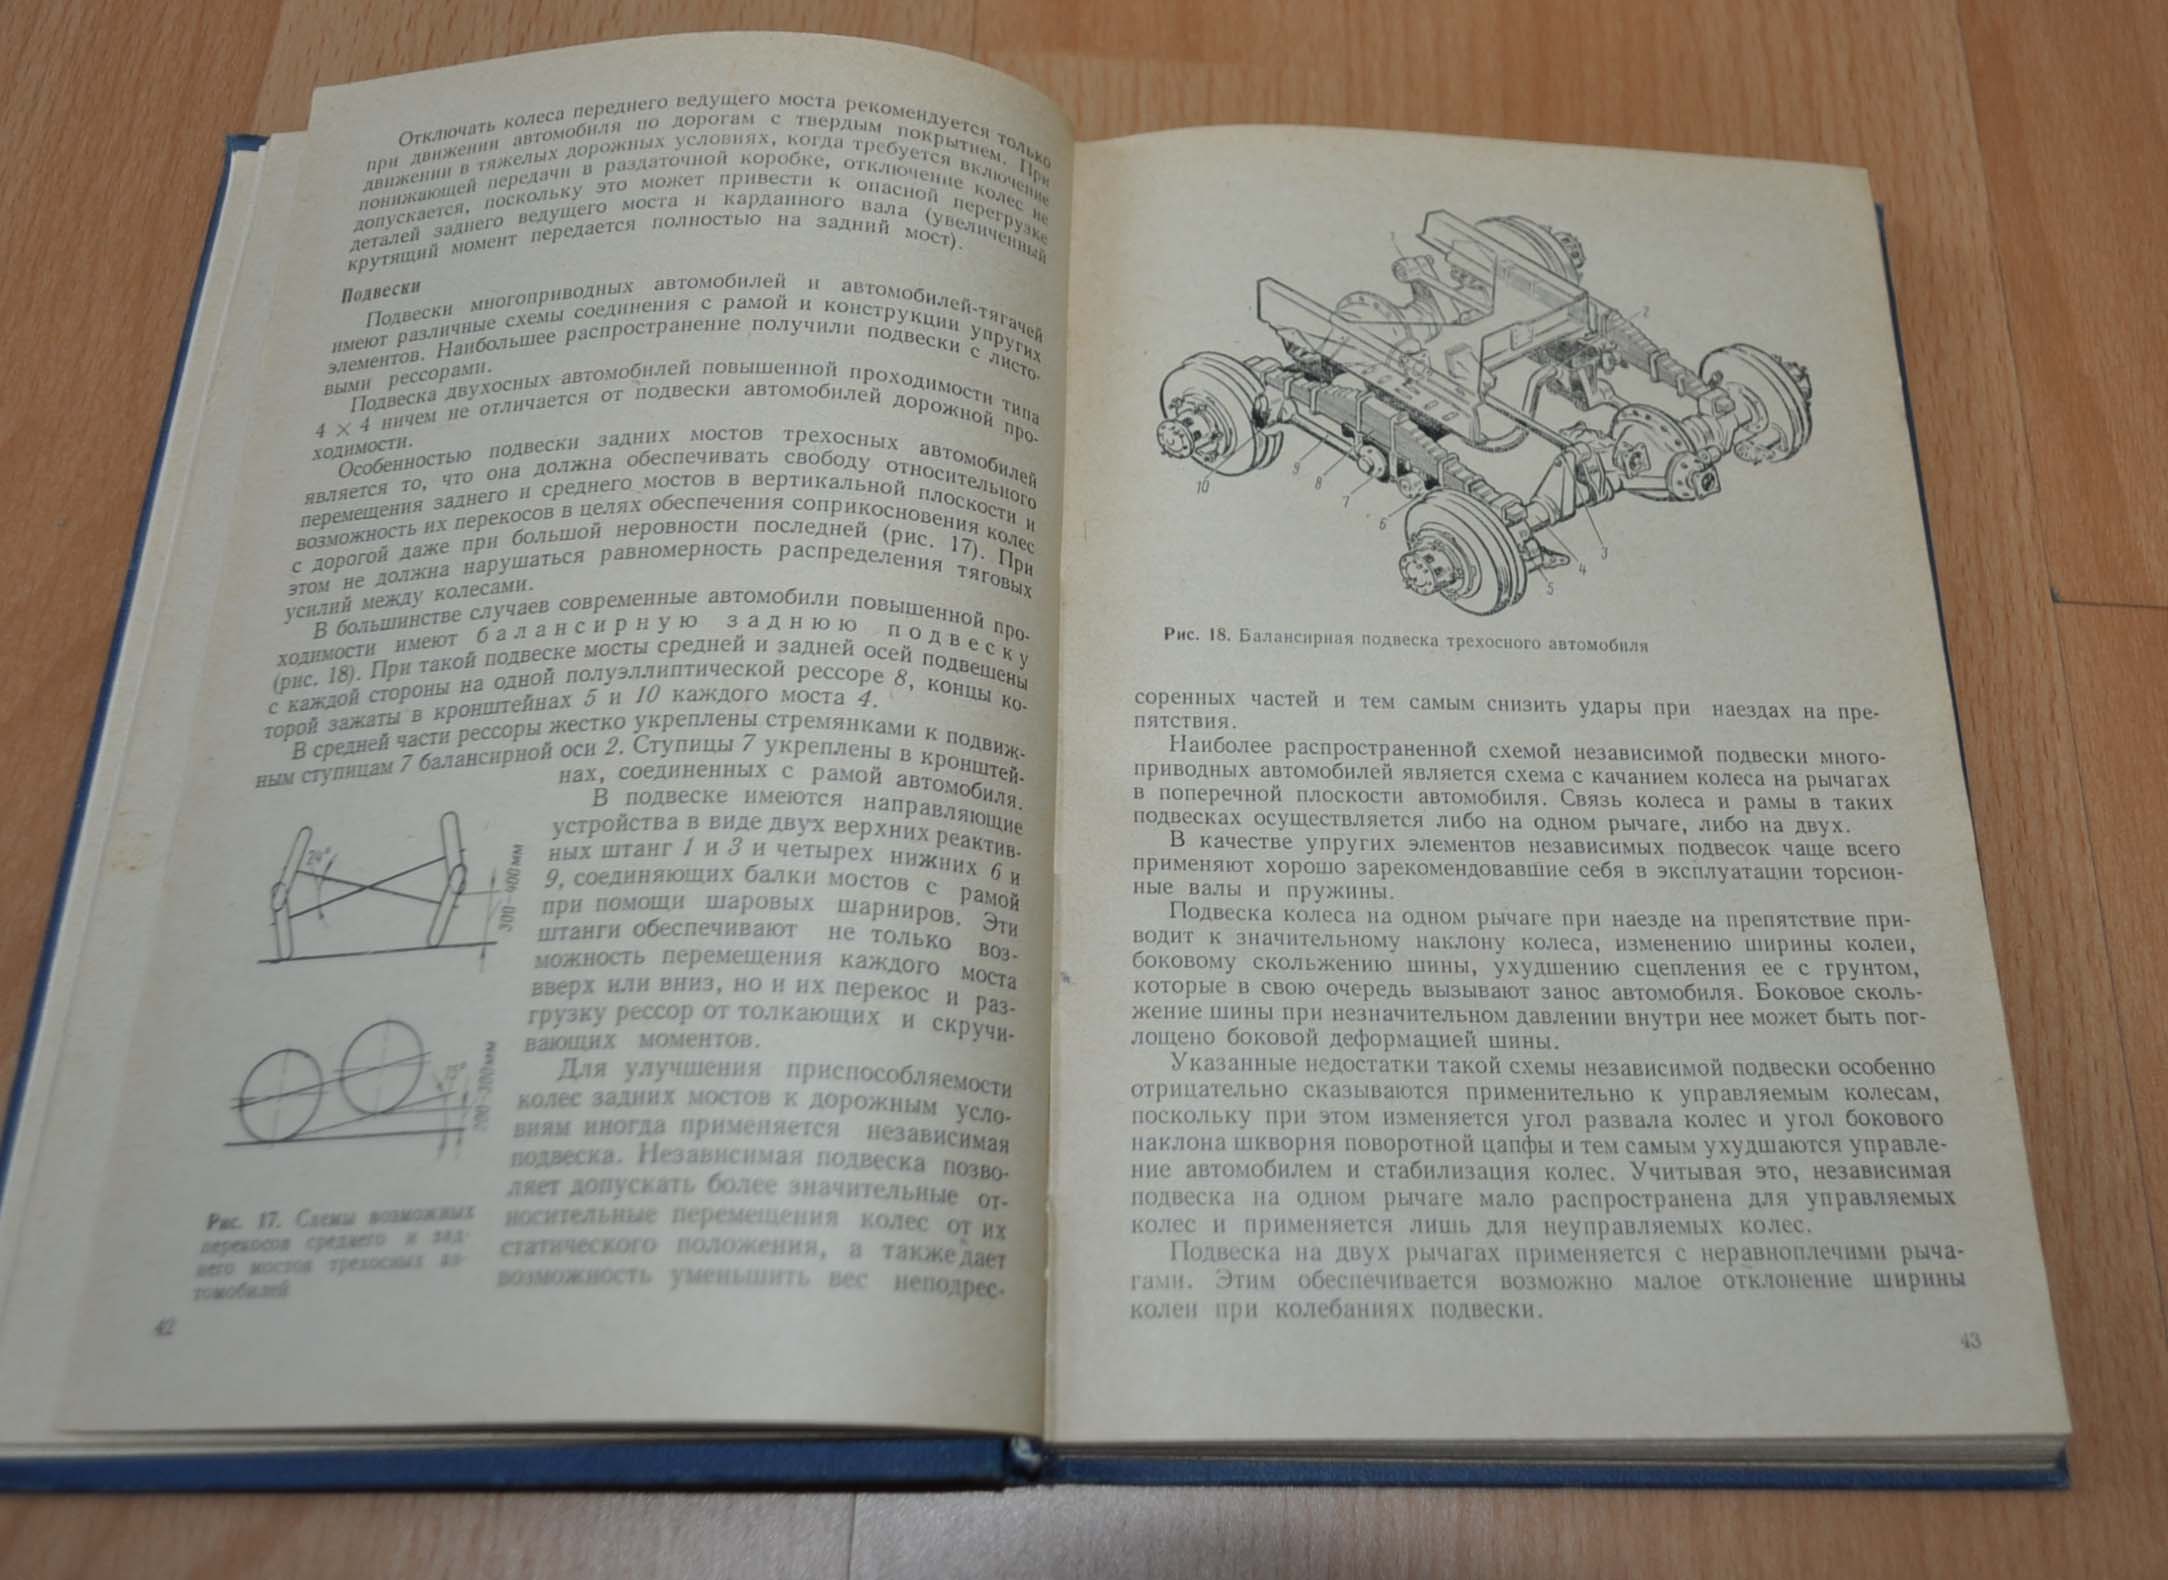 Отключать колеса переднего ведущего моста рекомендуется только
при движении автомобиля по дорогам с твердым покрытием. При
движении в тяжелых дорожных условиях, когда требуется включение
понижающей передачи в раздаточной коробке, отключение колес не
допускается, поскольку это может привести к опасной перегрузке
деталей заднего ведущего моста и карданного вала (увеличенный
крутящий момент передается полностью на задний мост).
Подвески
Подвески многоприводных автомобилей и автомобилей-тягачей
имеют различные схемы соединения с рамой и конструкции упругих
элементов. Наибольшее распространение получили подвески с листо-
выми рессорами.
Подвеска двухосных автомобилей повышенной проходимости типа
4 × 4 ничем не отличается от подвески автомобилей дорожной про-
ходимости.
Особенностью подвески задних мостов трехосных автомобилей
является то, что она должна обеспечивать свободу относительного
перемещения заднего и среднего мостов в вертикальной плоскости и
возможность их перекосов в целях обеспечения соприкосновения колес
с дорогой даже при большой неровности последней (рис. 17). При
этом не должна нарушаться равномерность распределения тяговых
усилий между колесами.
В большинстве случаев современные автомобили повышенной про-
ходимости имеют балансирную заднюю подвеску
(рис. 18). При такой подвеске мосты средней и задней осей подвешены
с каждой стороны на одной полуэллиптической рессоре 8, концы ко-
торой зажаты в кронштейнах 5 и 10 каждого моста 4.
В средней части рессоры жестко укреплены стремянками к подвиж-
ным ступицам 7 балансирной оси 2. Ступицы 7 укреплены в кронштей-
нах, соединенных с рамой автомобиля.
В подвеске имеются направляющие
устройства в виде двух верхних реактив-
ных штанг 1 и 3 и четырех нижних 6 и
9, соединяющих балки мостов с рамой
при помощи шаровых шарниров. Эти
штанги обеспечивают не только воз-
можность перемещения каждого моста
вверх или вниз, но и их перекос и раз-
грузку рессор от толкающих и скручи-
вающих моментов.
Для улучшения приспособляемости
колес задних мостов к дорожным усло-
виям иногда применяется независимая
подвеска. Независимая подвеска позво-
ляет допускать более значительные от-
носительные перемещения колес от их
статического положения, а также дает
возможность уменьшить вес неподрес-
24°
300-400мм
200-300мм
Рис. 17. Схемы возможных
перекосов среднего и зад-
него мостов трехосных ав-
томобилей
42
1
2
10
9
8
7
6
3
4
5
Рис. 18. Балансирная подвеска трехосного автомобиля
соренных частей и тем самым снизить удары при наездах на пре-
пятствия.
Наиболее распространенной схемой независимой подвески много-
приводных автомобилей является схема с качанием колеса на рычагах
в поперечной плоскости автомобиля. Связь колеса и рамы в таких
подвесках осуществляется либо на одном рычаге, либо на двух.
В качестве упругих элементов независимых подвесок чаще всего
применяют хорошо зарекомендовавшие себя в эксплуатации торсион-
ные валы и пружины.
Подвеска колеса на одном рычаге при наезде на препятствие при-
водит к значительному наклону колеса, изменению ширины колеи,
боковому скольжению шины, ухудшению сцепления ее с грунтом,
которые в свою очередь вызывают занос автомобиля. Боковое сколь-
жение шины при незначительном давлении внутри нее может быть пог-
лощено боковой деформацией шины.
Указанные недостатки такой схемы независимой подвески особенно
отрицательно сказываются применительно к управляемым колесам,
поскольку при этом изменяется угол развала колес и угол бокового
наклона шкворня поворотной цапфы и тем самым ухудшаются управле-
ние автомобилем и стабилизация колес. Учитывая это, независимая
подвеска на одном рычаге мало распространена для управляемых
колес и применяется лишь для неуправляемых колес.
Подвеска на двух рычагах применяется с неравноплечими рыча-
гами. Этим обеспечивается возможно малое отклонение ширины
колеи при колебаниях подвески.
43